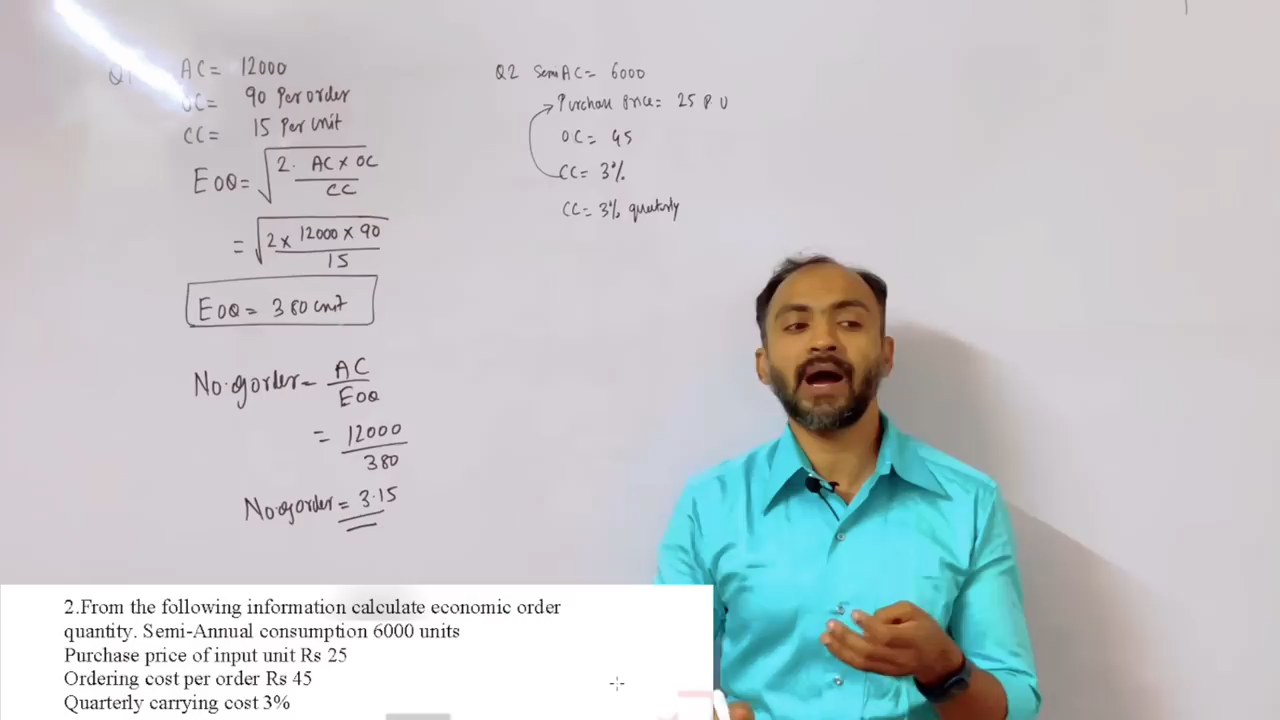 Q1 AC = 12000
OC = 90 Per order
CC = 15 Per unit
EOQ = √ 2. AC x OC
CC
= √ 2 x 12000 x 90
15
EOQ = 380 unit
No. of order = AC
EOQ
= 12000
380
No. of order = 3.15
Q2 Semi AC = 6000
Purchase Price = 25 P U
OC = 45
CC = 3%
CC = 3% quarterly
2.From the following information calculate economic order
quantity. Semi-Annual consumption 6000 units
Purchase price of input unit Rs 25
Ordering cost per order Rs 45
Quarterly carrying cost 3%